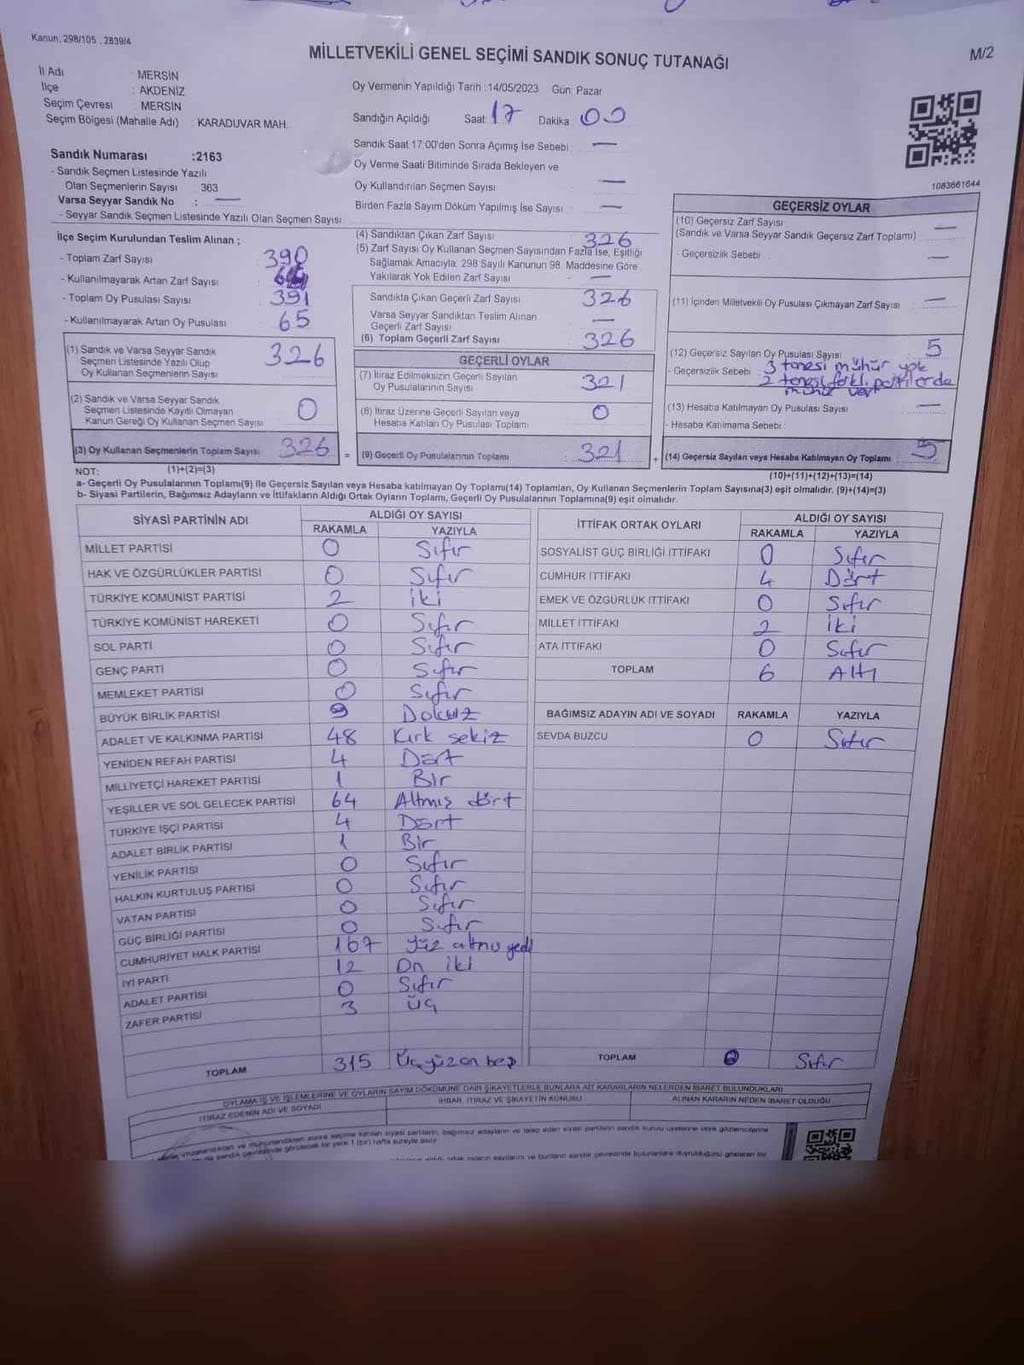 Kanun; 298/105 , 2839/4
MİLLETVEKİLİ GENEL SEÇİMİ SANDIK SONUÇ TUTANAĞI
M/2
İl Adı : MERSİN
İlçe : AKDENİZ
Seçim Çevresi : MERSİN
Seçim Bölgesi (Mahalle Adı) : KARADUVAR MAH.
Oy Vermenin Yapıldığı Tarih :14/05/2023 Gün: Pazar
Sandığın Açıldığı Saat: 17 Dakika 00
Sandık Saat 17:00'den Sonra Açımış İse Sebebi : —
Oy Verme Saati Bitiminde Sırada Bekleyen ve
Oy Kullandırılan Seçmen Sayısı —
Birden Fazla Sayım Döküm Yapılmış İse Sayısı : —
1083661644
Sandık Numarası :2163
- Sandık Seçmen Listesinde Yazılı
Olan Seçmenlerin Sayısı 363
Varsa Seyyar Sandık No : —
- Seyyar Sandık Seçmen Listesinde Yazılı Olan Seçmen Sayısı
İlçe Seçim Kurulundan Teslim Alınan ;
- Toplam Zarf Sayısı : 390
- Kullanılmayarak Artan Zarf Sayısı :
- Toplam Oy Pusulası Sayısı : 391
- Kullanılmayarak Artan Oy Pusulası : 65
(1) Sandık ve Varsa Seyyar Sandık
Seçmen Listesinde Yazılı Olup
Oy Kullanan Seçmenlerin Sayısı : 326
(2) Sandık ve Varsa Seyyar Sandık
Seçmen Listesinde Kayıtlı Olmayan
Kanun Gereği Oy Kullanan Seçmen Sayısı : 0
(3) Oy Kullanan Seçmenlerin Toplam Sayısı : 326
(4) Sandıktan Çıkan Zarf Sayısı : 326
(5) Zarf Sayısı Oy Kullanan Seçmen Sayısından Fazla İse, Eşitliği
Sağlamak Amacıyla; 298 Sayılı Kanunun 98. Maddesine Göre
Yakılarak Yok Edilen Zarf Sayısı : —
Sandıkta Çıkan Geçerli Zarf Sayısı : 326
Varsa Seyyar Sandıktan Teslim Alınan
Geçerli Zarf Sayısı : —
(6) Toplam Geçerli Zarf Sayısı : 326
GEÇERLİ OYLAR
(7) İtiraz Edilmeksizin Geçerli Sayılan
Oy Pusulalarının Sayısı : 321
(8) İtiraz Üzerine Geçerli Sayılan veya
Hesaba Katılan Oy Pusulası Toplamı : 0
= (9) Geçerli Oy Pusulalarının Toplamı : 321
GEÇERSİZ OYLAR
(10) Geçersiz Zarf Sayısı
(Sandık ve Varsa Seyyar Sandık Geçersiz Zarf Toplamı) : —
- Geçersizlik Sebebi : —
(11) İçinden Milletvekili Oy Pusulası Çıkmayan Zarf Sayısı : —
(12) Geçersiz Sayılan Oy Pusulası Sayısı : 5
- Geçersizlik Sebebi : 3 tanesi mühür yok
2 tanesi farklı partilerde
mühür var
(13) Hesaba Katılmayan Oy Pusulası Sayısı : —
- Hesaba Katılmama Sebebi :
+ (14) Geçersiz Sayılan veya Hesaba Katılmayan Oy Toplamı : 5
NOT: (1)+(2)=(3)
(10)+(11)+(12)+(13)=(14)
a- Geçerli Oy Pusulalarının Toplamı(9) ile Geçersiz Sayılan veya Hesaba katılmayan Oy Toplamı(14) Toplamları, Oy Kullanan Seçmenlerin Toplam Sayısına(3) eşit olmalıdır. (9)+(14)=(3)
b- Siyasi Partilerin, Bağımsız Adayların ve İttifakların Aldığı Ortak Oyların Toplamı, Geçerli Oy Pusulalarının Toplamına(9) eşit olmalıdır.
SİYASİ PARTİNİN ADI ALDIĞI OY SAYISI
RAKAMLA YAZIYLA
MİLLET PARTİSİ 0 Sıfır
HAK VE ÖZGÜRLÜKLER PARTİSİ 0 Sıfır
TÜRKİYE KOMÜNİST PARTİSİ 2 iki
TÜRKİYE KOMÜNİST HAREKETİ 0 Sıfır
SOL PARTİ 0 Sıfır
GENÇ PARTİ 0 Sıfır
MEMLEKET PARTİSİ 0 Sıfır
BÜYÜK BİRLİK PARTİSİ 9 Dokuz
ADALET VE KALKINMA PARTİSİ 48 Kırk sekiz
YENİDEN REFAH PARTİSİ 4 Dört
MİLLİYETÇİ HAREKET PARTİSİ 1 Bir
YEŞİLLER VE SOL GELECEK PARTİSİ 64 Altmış dört
TÜRKİYE İŞÇİ PARTİSİ 4 Dört
ADALET BİRLİK PARTİSİ 1 Bir
YENİLİK PARTİSİ 0 Sıfır
HALKIN KURTULUŞ PARTİSİ 0 Sıfır
VATAN PARTİSİ 0 Sıfır
GÜÇ BİRLİĞİ PARTİSİ 0 Sıfır
CUMHURİYET HALK PARTİSİ 167 Yüz altmış yedi
İYİ PARTİ 12 On iki
ADALET PARTİSİ 0 Sıfır
ZAFER PARTİSİ 3 üç
TOPLAM 315 Üçyüzon beş
İTTİFAK ORTAK OYLARI ALDIĞI OY SAYISI
RAKAMLA YAZIYLA
SOSYALİST GÜÇ BİRLİĞİ İTTİFAKI 0 Sıfır
CUMHUR İTTİFAKI 4 Dört
EMEK VE ÖZGÜRLÜK İTTİFAKI 0 Sıfır
MİLLET İTTİFAKI 2 iki
ATA İTTİFAKI 0 Sıfır
TOPLAM 6 Altı
BAĞIMSIZ ADAYIN ADI VE SOYADI RAKAMLA YAZIYLA
SEVDA BUZCU 0 Sıfır
TOPLAM 0 Sıfır
OYLAMA İŞ VE İŞLEMLERİNE VE OYLARIN SAYIM DÖKÜMÜNE DAİR ŞİKAYETLERLE BUNLARA AİT KARARLARIN NELERDEN İBARET BULUNDUKLARI
İTİRAZ EDENİN ADI VE SOYADI İHBAR, İTİRAZ VE ŞİKAYETİN KONUSU ALINAN KARARIN NEDEN İBARET OLDUĞU